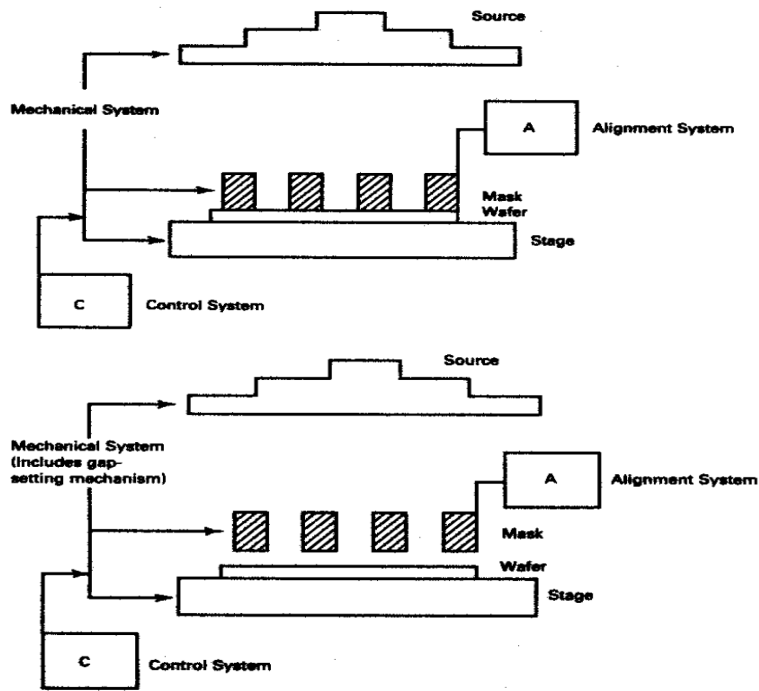 Source
Mechanical System
A
Alignment System
Mask
Wafer
Stage
C
Control System
Source
Mechanical System
(Includes gap-
setting mechanism)
A
Alignment System
Mask
Wafer
Stage
C
Control System